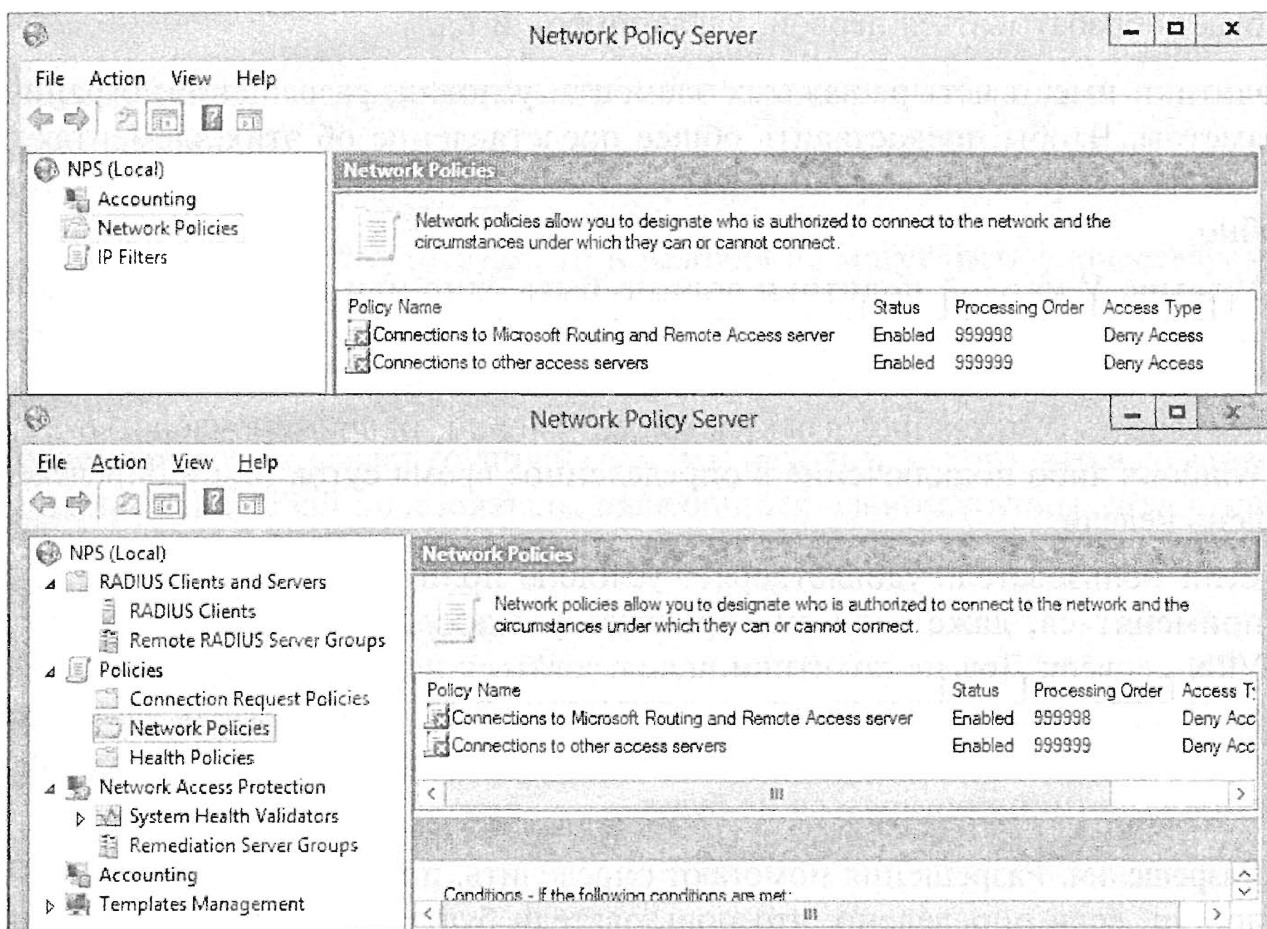 Network Policy Server
File Action View Help
NPS (Local)
Accounting
Network Policies
IP Filters
Network Policies
Network policies allow you to designate who is authorized to connect to the network and the
circumstances under which they can or cannot connect.
Policy Name Status Processing Order Access Type
Connections to Microsoft Routing and Remote Access server Enabled 999998 Deny Access
Connections to other access servers Enabled 999999 Deny Access
Network Policy Server
File Action View Help
NPS (Local)
RADIUS Clients and Servers
RADIUS Clients
Remote RADIUS Server Groups
Policies
Connection Request Policies
Network Policies
Health Policies
Network Access Protection
System Health Validators
Remediation Server Groups
Accounting
Templates Management
Network Policies
Network policies allow you to designate who is authorized to connect to the network and the
circumstances under which they can or cannot connect.
Policy Name Status Processing Order Access T
Connections to Microsoft Routing and Remote Access server Enabled 999998 Deny Acc
Connections to other access servers Enabled 999999 Deny Acc
Conditions - If the following conditions are met: